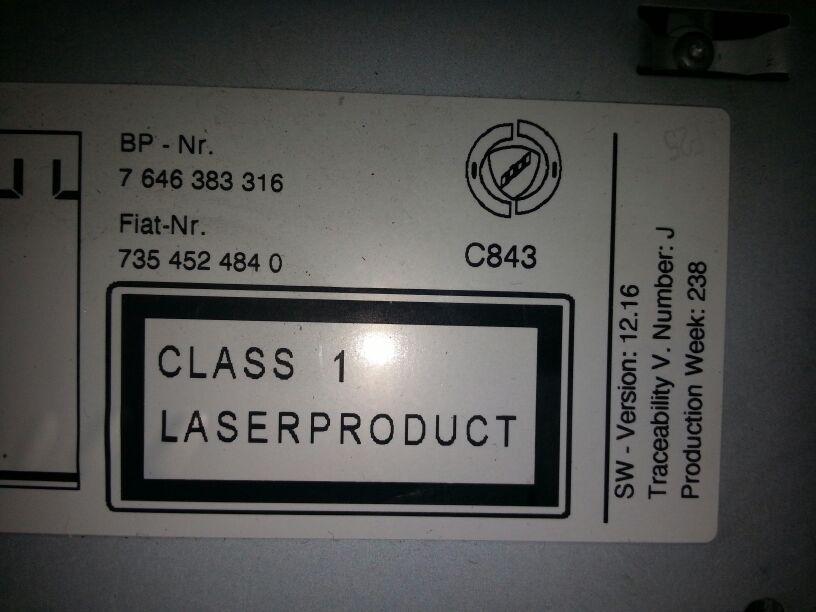 BP - Nr.
7 646 383 316
Fiat-Nr.
735 452 484 0
C843
CLASS 1
LASERPRODUCT
SW - Version: 12.16
Traceability V. Number: J
Production Week: 238